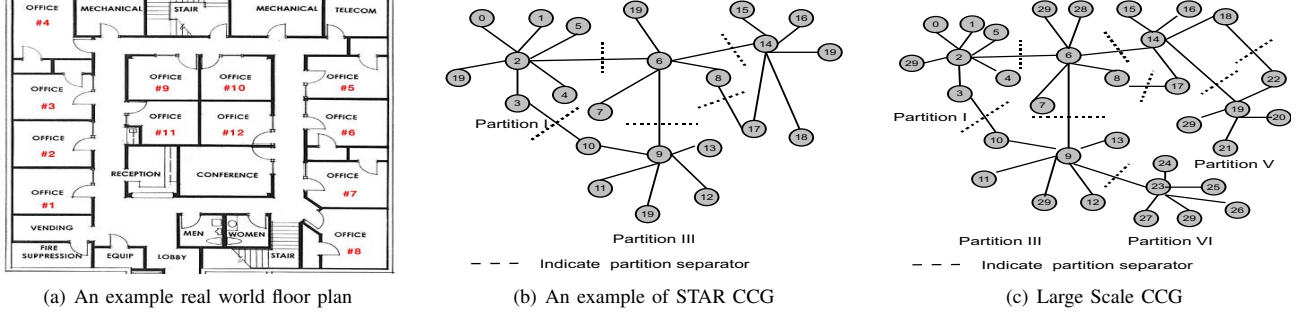 OFFICE
#4
MECHANICAL
STAIR
MECHANICAL
TELECOM
OFFICE
#3
OFFICE
#9
OFFICE
#10
OFFICE
#5
OFFICE
#11
OFFICE
#12
OFFICE
#6
OFFICE
#2
RECEPTION
CONFERENCE
OFFICE
#7
OFFICE
#1
VENDING
MEN
WOMEN
OFFICE
#8
FIRE
SUPPRESSION
EQUIP
LOBBY
STAIR
(a) An example real world floor plan
0
1
5
2
19
4
3
19
6
7
8
15
16
14
19
17
18
Partition I
10
9
13
11
19
12
Partition III
Indicate partition separator
(b) An example of STAR CCG
0
1
5
2
29
4
3
29
28
6
7
8
15
16
18
14
17
22
19
29
20
21
Partition I
Partition V
10
9
13
11
29
12
24
23
25
26
27
29
Partition III
Partition VI
Indicate partition separator
(c) Large Scale CCG